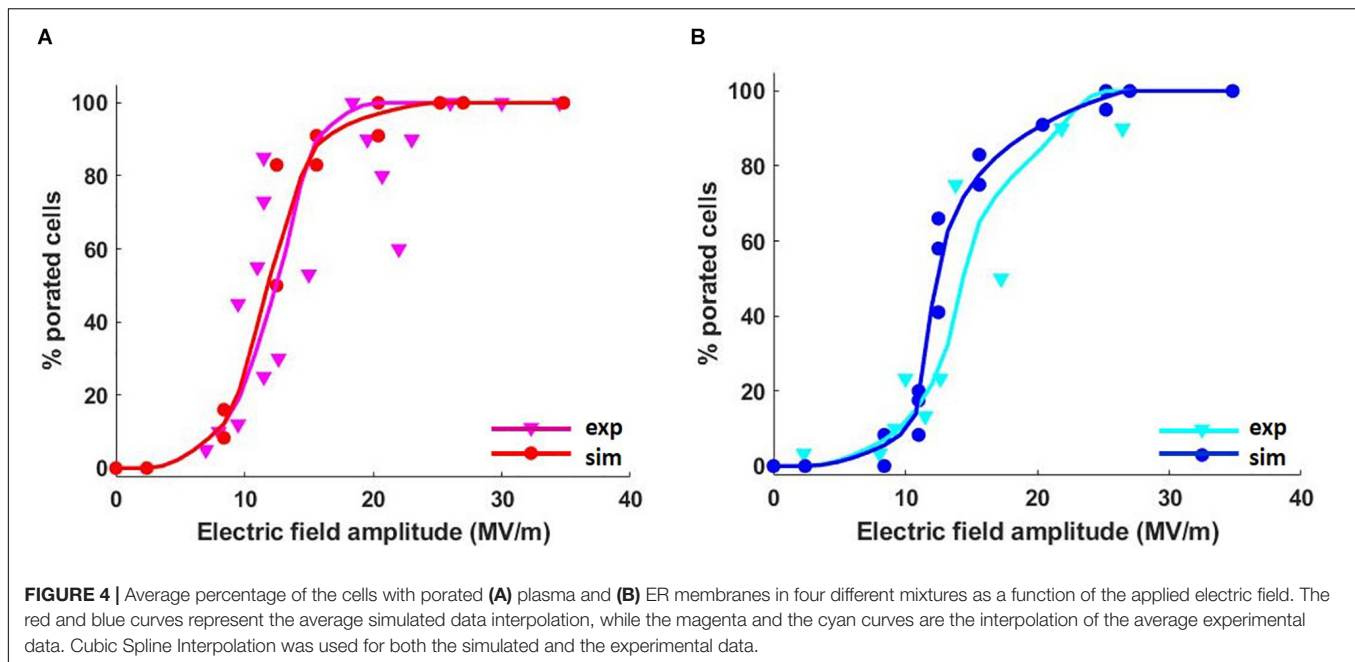 A
100
80
60
40
20
0
% porated cells
0 10 20 30 40
Electric field amplitude (MV/m)
exp
sim
B
100
80
60
40
20
0
% porated cells
0 10 20 30 40
Electric field amplitude (MV/m)
exp
sim
FIGURE 4 | Average percentage of the cells with porated (A) plasma and (B) ER membranes in four different mixtures as a function of the applied electric field. The
red and blue curves represent the average simulated data interpolation, while the magenta and the cyan curves are the interpolation of the average experimental
data. Cubic Spline Interpolation was used for both the simulated and the experimental data.